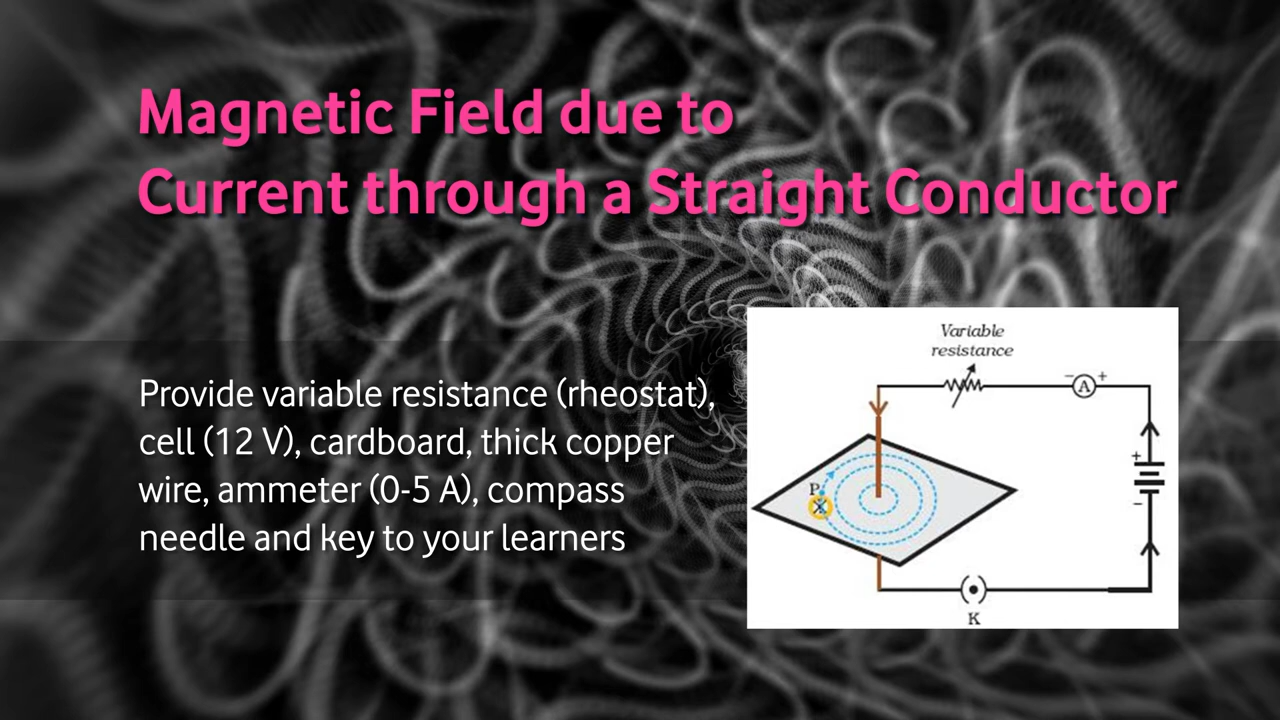 Magnetic Field due to
Current through a Straight Conductor
Provide variable resistance (rheostat),
cell (12 V), cardboard, thick copper
wire, ammeter (0-5 A), compass
needle and key to your learners
Variable
resistance
− A +
+
P
X
−
K